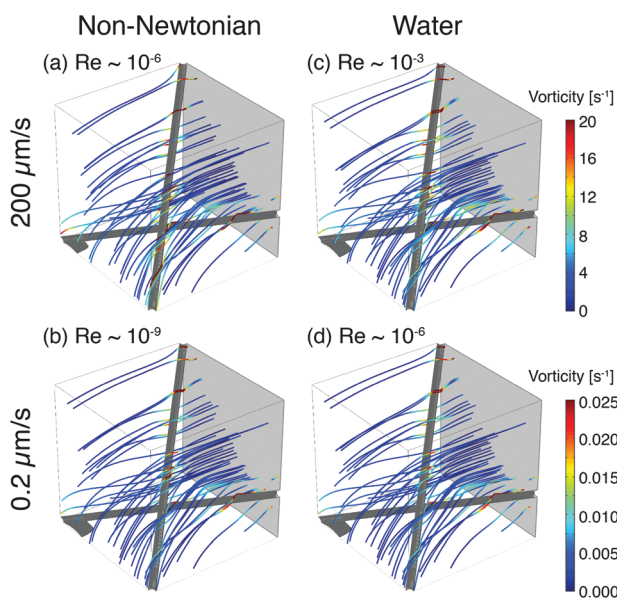 Non-Newtonian
Water
(a) Re ~ 10⁻⁶
(c) Re ~ 10⁻³
200 µm/s
Vorticity [s⁻¹]
20
16
12
8
4
0
(b) Re ~ 10⁻⁹
(d) Re ~ 10⁻⁶
0.2 µm/s
Vorticity [s⁻¹]
0.025
0.020
0.015
0.010
0.005
0.000